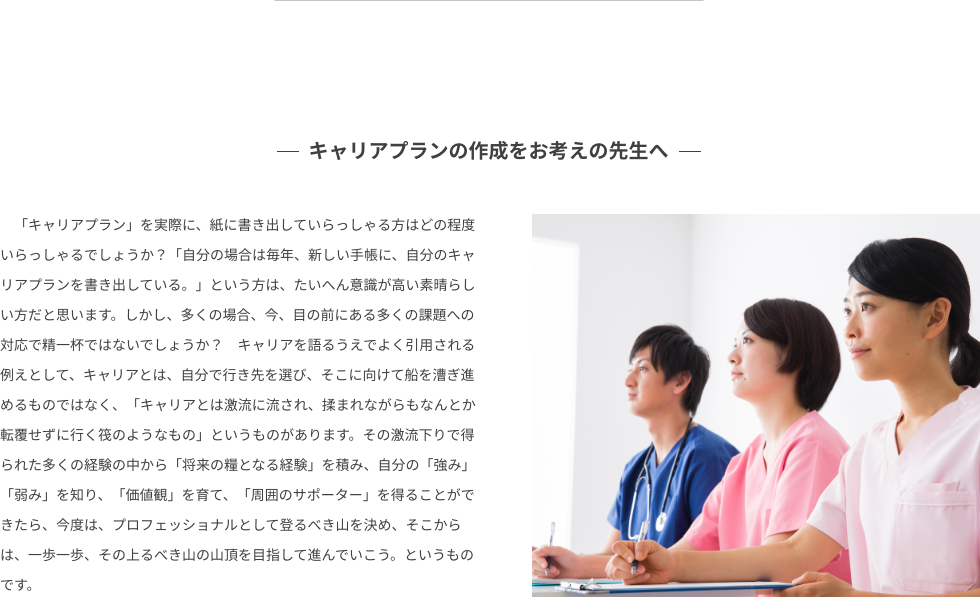 キャリアプランの作成をお考えの先生へ
「キャリアプラン」を実際に、紙に書き出していらっしゃる方はどの程度
いらっしゃるでしょうか？「自分の場合は毎年、新しい手帳に、自分のキャ
リアプランを書き出している。」という方は、たいへん意識が高い素晴らし
い方だと思います。しかし、多くの場合、今、目の前にある多くの課題への
対応で精一杯ではないでしょうか？　キャリアを語るうえでよく引用される
例えとして、キャリアとは、自分で行き先を選び、そこに向けて船を漕ぎ進
めるものではなく、「キャリアとは激流に流され、揉まれながらもなんとか
転覆せずに行く筏のようなもの」というものがあります。その激流下りで得
られた多くの経験の中から「将来の糧となる経験」を積み、自分の「強み」
「弱み」を知り、「価値観」を育て、「周囲のサポーター」を得ることがで
きたら、今度は、プロフェッショナルとして登るべき山を決め、そこから
は、一歩一歩、その上るべき山の山頂を目指して進んでいこう。というもの
です。